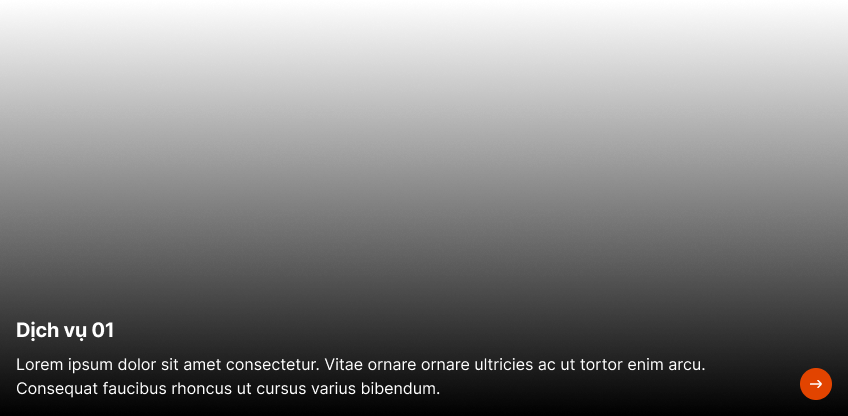 Dịch vụ 01
Lorem ipsum dolor sit amet consectetur. Vitae ornare ornare ultricies ac ut tortor enim arcu.
Consequat faucibus rhoncus ut cursus varius bibendum.